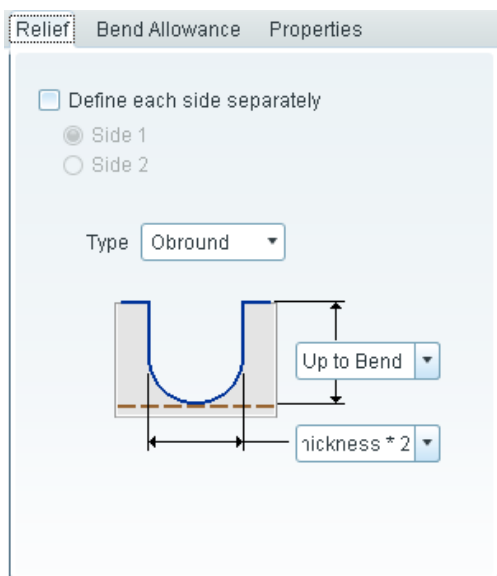 Relief Bend Allowance Properties
Define each side separately
Side 1
Side 2
Type Obround
Up to Bend
hickness * 2